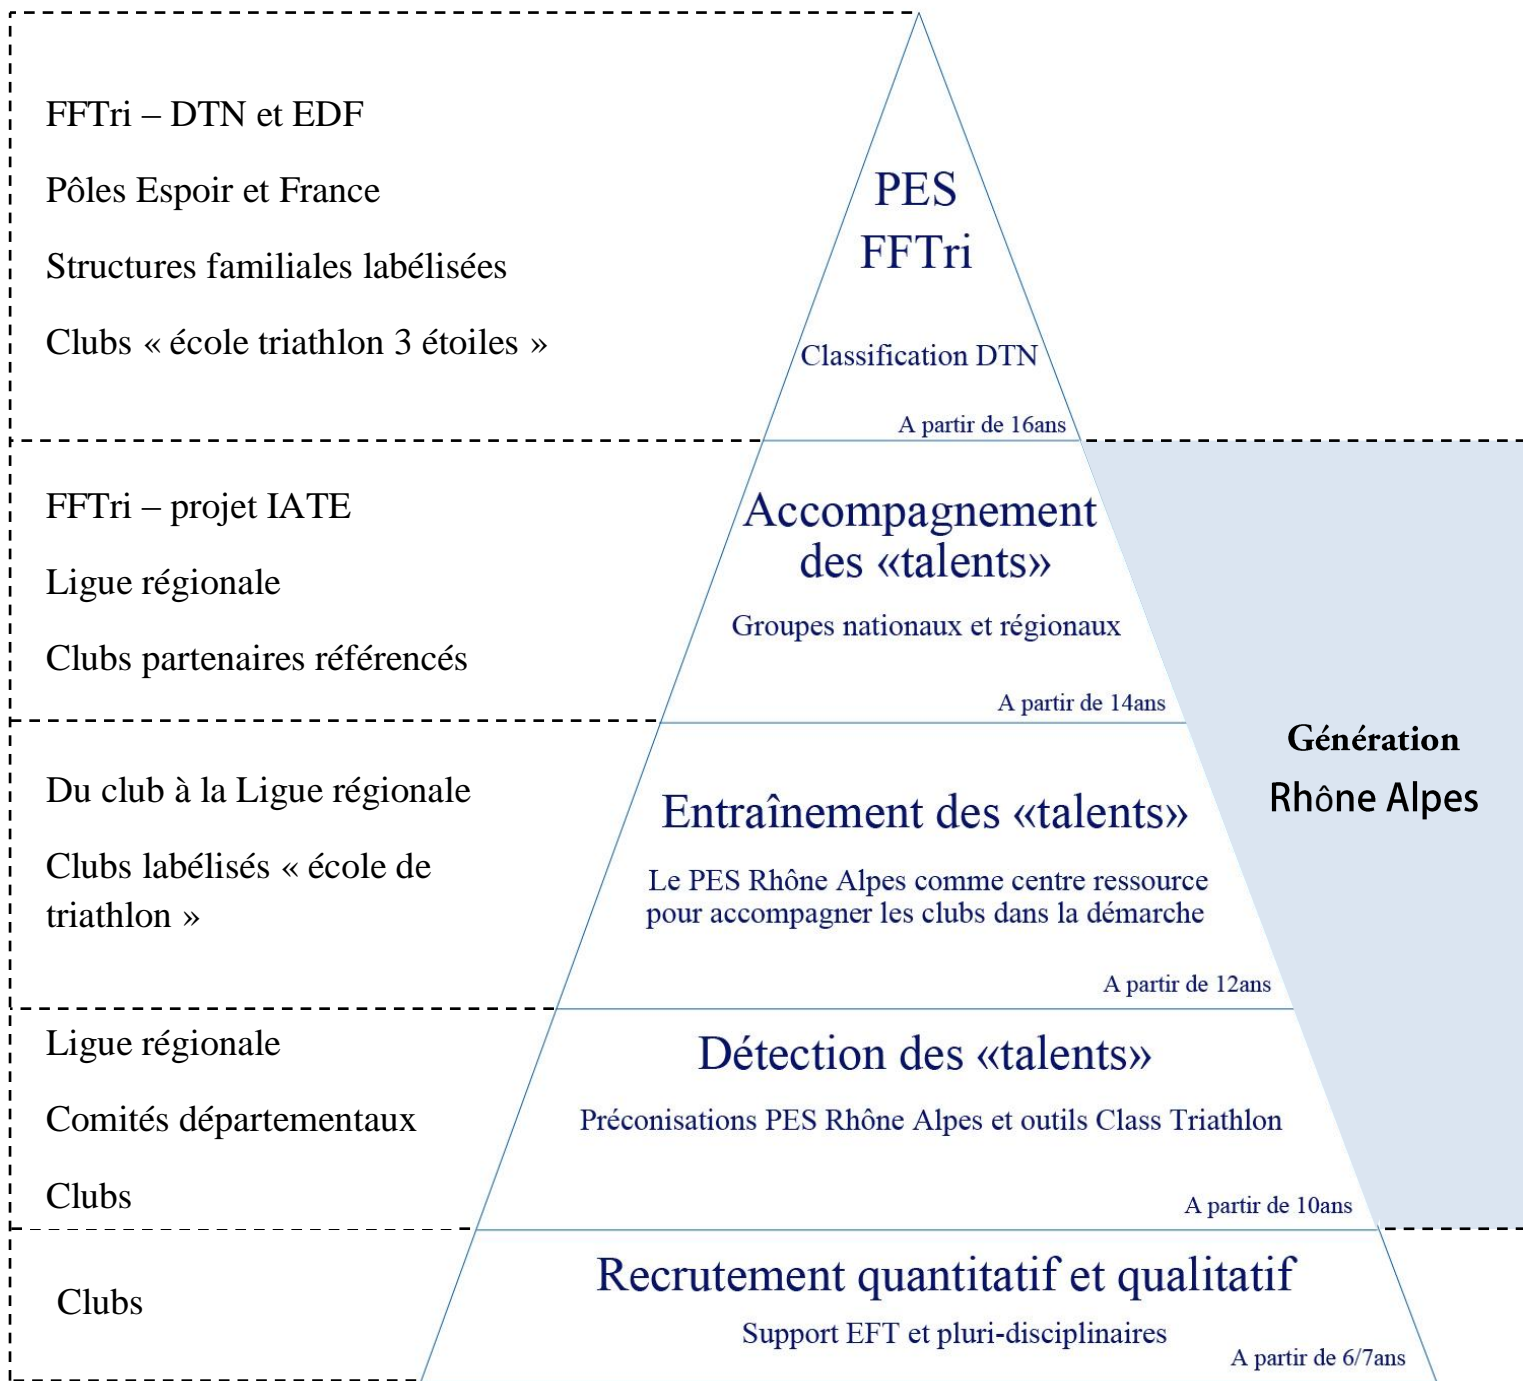 FFTri – DTN et EDF
Pôles Espoir et France
Structures familiales labélisées
Clubs « école triathlon 3 étoiles »
PES
FFTri
Classification DTN
A partir de 16ans
FFTri – projet IATE
Ligue régionale
Clubs partenaires référencés
Accompagnement
des «talents»
Groupes nationaux et régionaux
A partir de 14ans
Du club à la Ligue régionale
Clubs labélisés « école de
triathlon »
Entraînement des «talents»
Le PES Rhône Alpes comme centre ressource
pour accompagner les clubs dans la démarche
A partir de 12ans
Génération
Rhône Alpes
Ligue régionale
Comités départementaux
Clubs
Détection des «talents»
Préconisations PES Rhône Alpes et outils Class Triathlon
A partir de 10ans
Clubs
Recrutement quantitatif et qualitatif
Support EFT et pluri-disciplinaires
A partir de 6/7ans